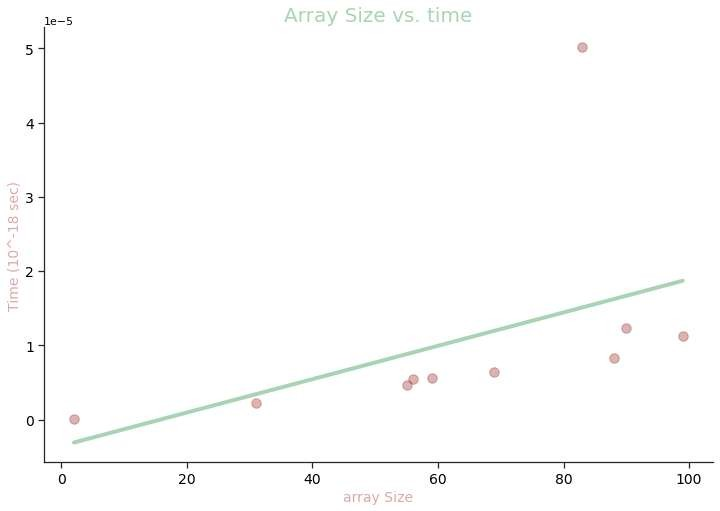 Array Size vs. time
1e−5
5
4
3
2
1
0
Time (10^-18 sec)
0 20 40 60 80 100
array Size